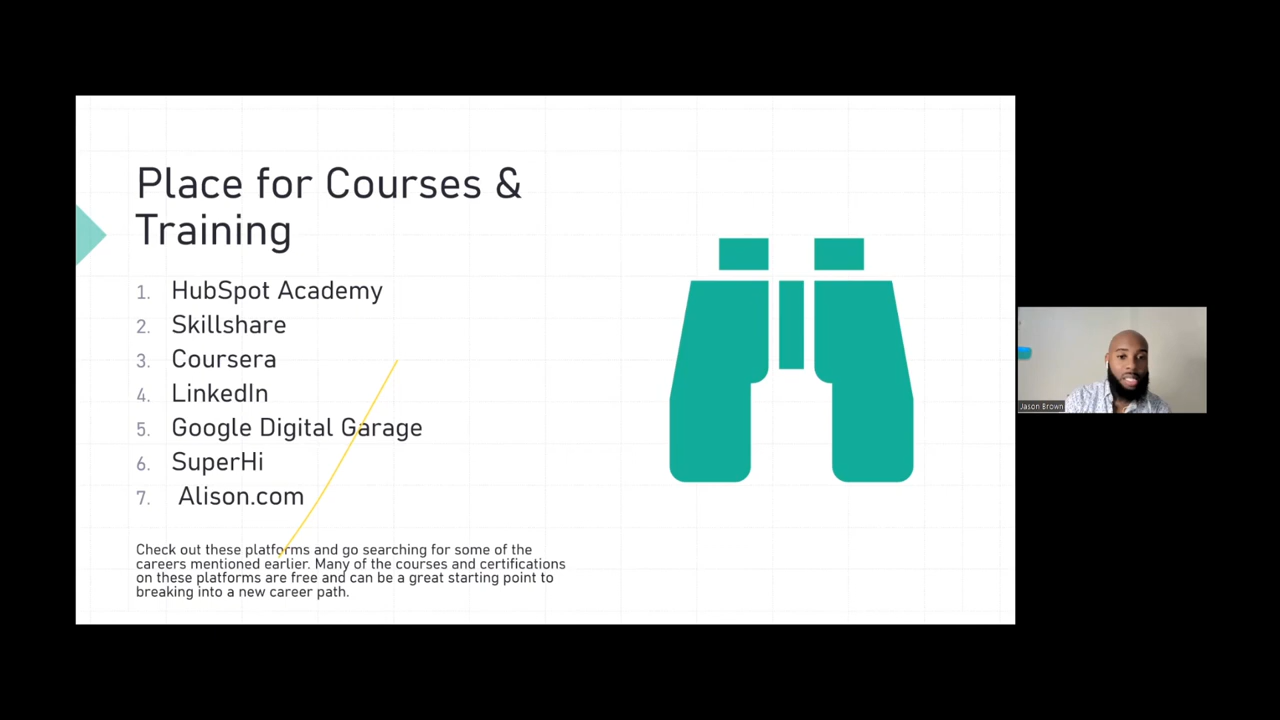 Place for Courses &
Training
1. HubSpot Academy
2. Skillshare
3. Coursera
4. LinkedIn
5. Google Digital Garage
6. SuperHi
7. Alison.com
Check out these platforms and go searching for some of the
careers mentioned earlier. Many of the courses and certifications
on these platforms are free and can be a great starting point to
breaking into a new career path.
Jason Brown